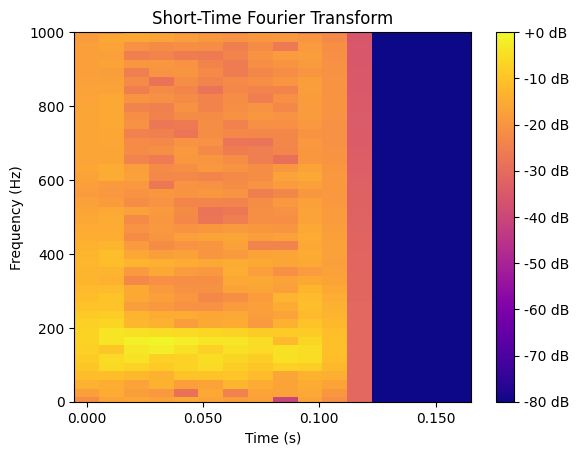 Short-Time Fourier Transform
1000
800
600
400
200
0
Frequency (Hz)
0.000
0.050
0.100
0.150
Time (s)
+0 dB
-10 dB
-20 dB
-30 dB
-40 dB
-50 dB
-60 dB
-70 dB
-80 dB